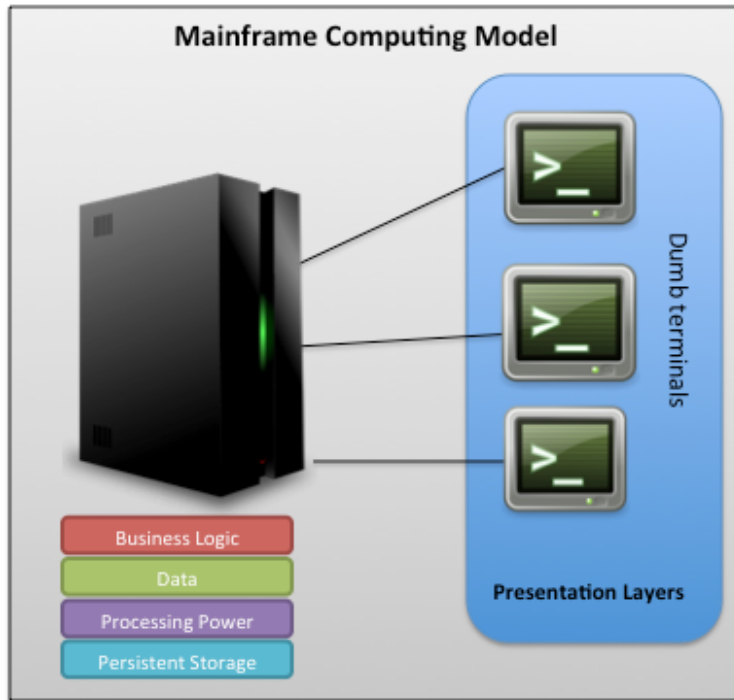 Mainframe Computing Model
>_
>_
>_
Dumb terminals
Presentation Layers
Business Logic
Data
Processing Power
Persistent Storage